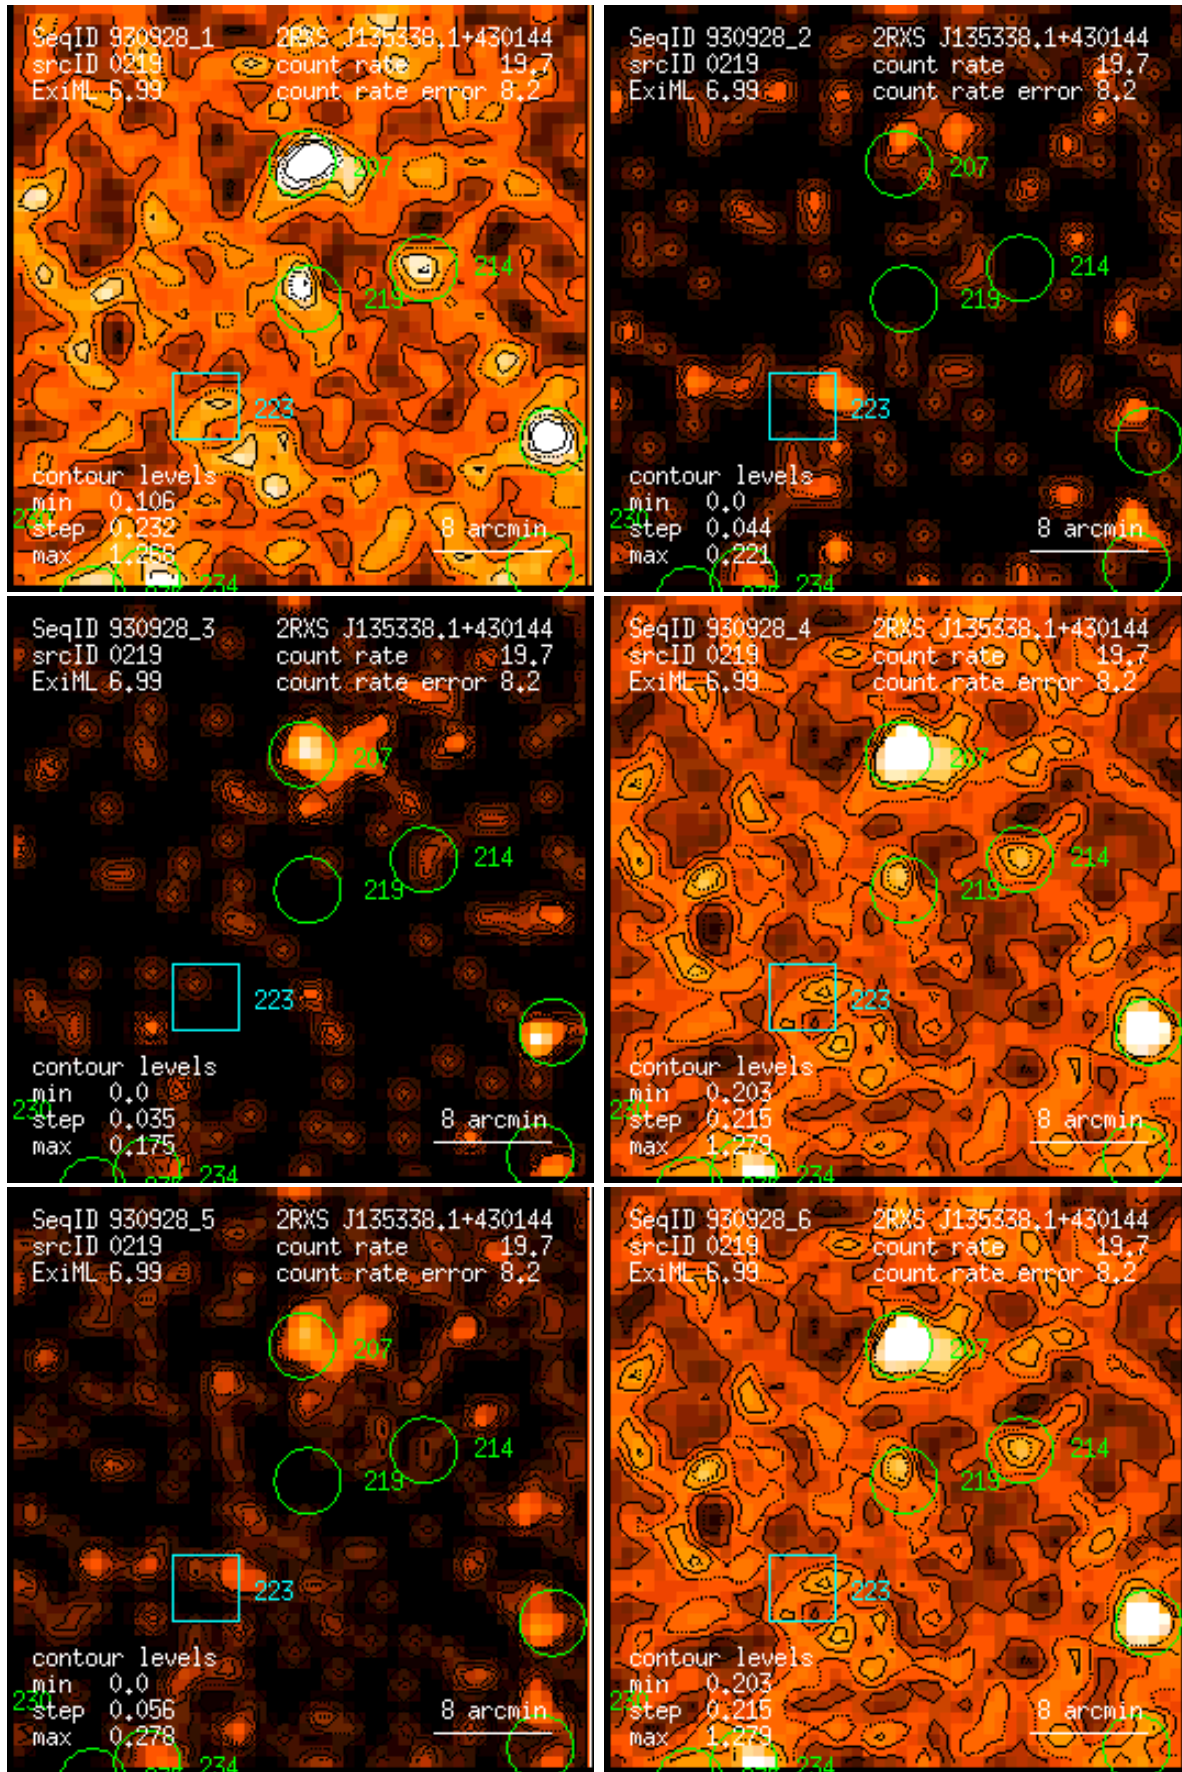 SeqID 930928_1 2RXS J135338.1+430144
srcID 0219 count rate 19.7
ExiML 6.99 count rate error 8.2
207
214
219
223
contour levels
min 0.106
230
step 0.232 8 arcmin
max 1.268
234
SeqID 930928_2 2RXS J135338.1+430144
srcID 0219 count rate 19.7
ExiML 6.99 count rate error 8.2
207
214
219
223
contour levels
min 0.0
230
step 0.044 8 arcmin
max 0.221
234
SeqID 930928_3 2RXS J135338.1+430144
srcID 0219 count rate 19.7
ExiML 6.99 count rate error 8.2
207
214
219
223
contour levels
min 0.0
230
step 0.035 8 arcmin
max 0.175
234
SeqID 930928_4 2RXS J135338.1+430144
srcID 0219 count rate 19.7
ExiML 6.99 count rate error 8.2
207
214
219
223
contour levels
min 0.203
230
step 0.215 8 arcmin
max 1.279
234
SeqID 930928_5 2RXS J135338.1+430144
srcID 0219 count rate 19.7
ExiML 6.99 count rate error 8.2
207
214
219
223
contour levels
min 0.0
230
step 0.056 8 arcmin
max 0.278
234
SeqID 930928_6 2RXS J135338.1+430144
srcID 0219 count rate 19.7
ExiML 6.99 count rate error 8.2
207
214
219
223
contour levels
min 0.203
230
step 0.215 8 arcmin
max 1.279
234